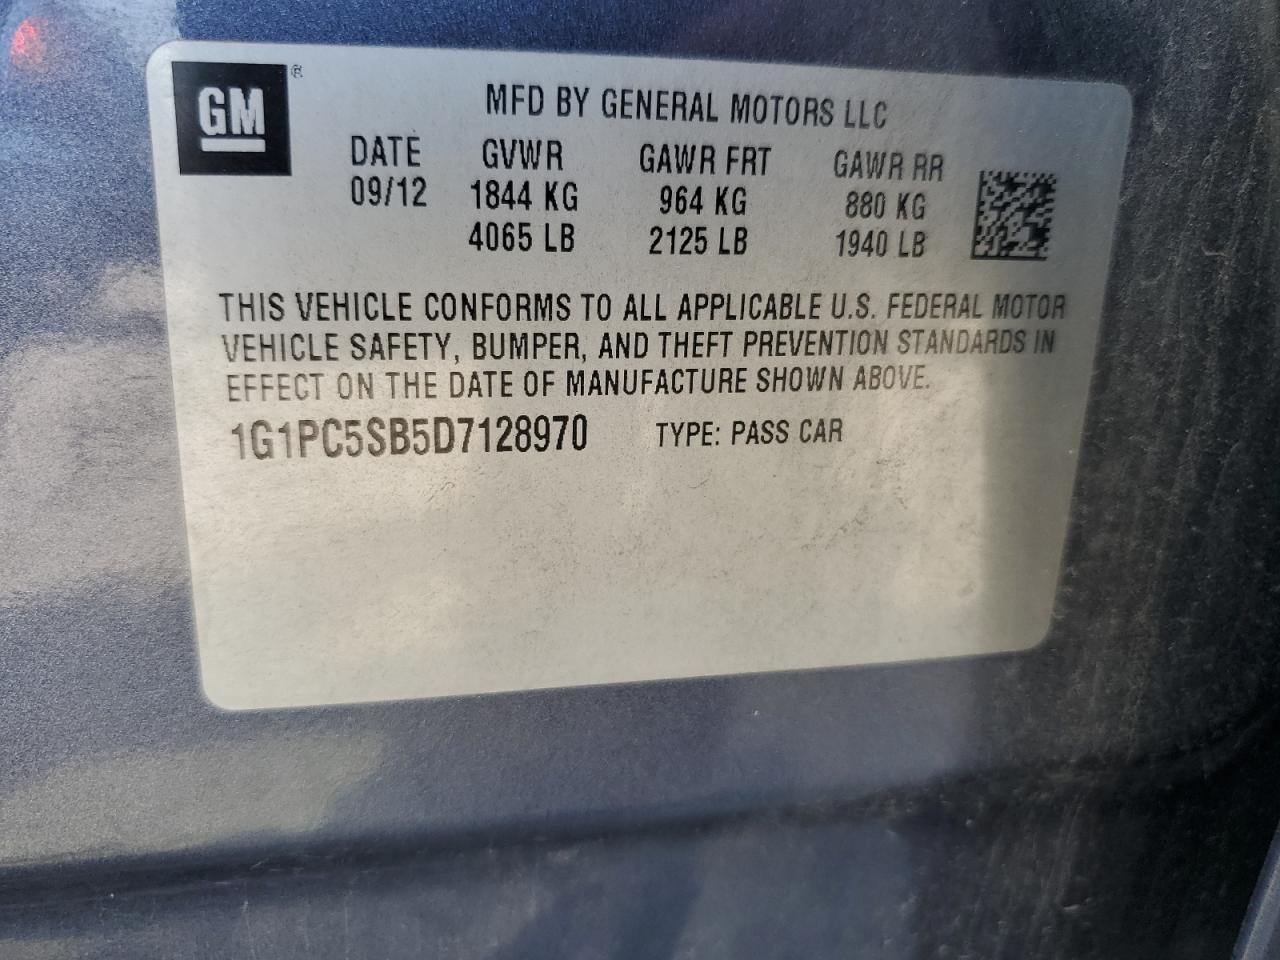 GM®
MFD BY GENERAL MOTORS LLC
DATE GVWR GAWR FRT GAWR RR
09/12 1844 KG 964 KG 880 KG
4065 LB 2125 LB 1940 LB
THIS VEHICLE CONFORMS TO ALL APPLICABLE U.S. FEDERAL MOTOR
VEHICLE SAFETY, BUMPER, AND THEFT PREVENTION STANDARDS IN
EFFECT ON THE DATE OF MANUFACTURE SHOWN ABOVE.
1G1PC5SB5D7128970 TYPE: PASS CAR